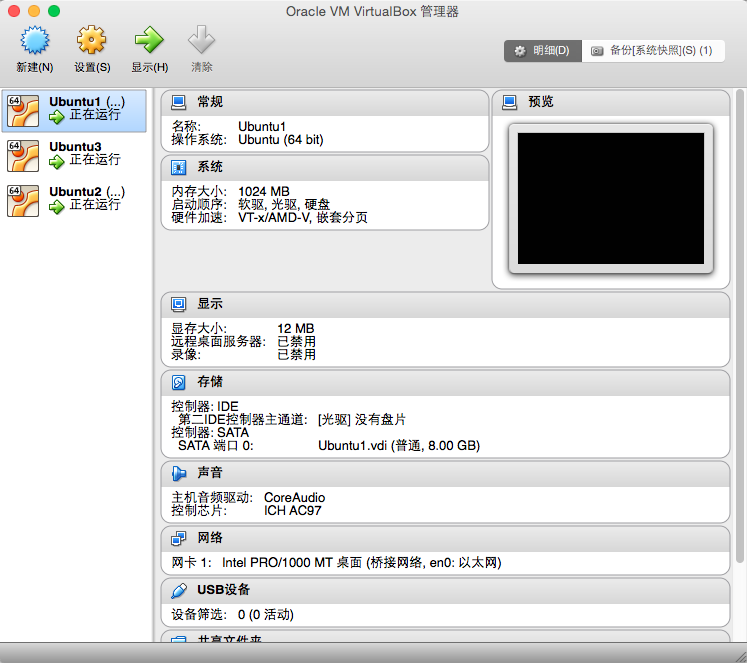 Oracle VM VirtualBox 管理器
新建(N) 设置(S) 显示(H) 清除
明细(D) 备份[系统快照](S) (1)
64 Ubuntu1 (...)
正在运行
64 Ubuntu3
正在运行
64 Ubuntu2 (...)
正在运行
常规
名称: Ubuntu1
操作系统: Ubuntu (64 bit)
系统
内存大小: 1024 MB
启动顺序: 软驱, 光驱, 硬盘
硬件加速: VT-x/AMD-V, 嵌套分页
预览
显示
显存大小: 12 MB
远程桌面服务器: 已禁用
录像: 已禁用
存储
控制器: IDE
第二IDE控制器主通道: [光驱] 没有盘片
控制器: SATA
SATA 端口 0: Ubuntu1.vdi (普通, 8.00 GB)
声音
主机音频驱动: CoreAudio
控制芯片: ICH AC97
网络
网卡 1: Intel PRO/1000 MT 桌面 (桥接网络, en0: 以太网)
USB设备
设备筛选: 0 (0 活动)
共享文件夹